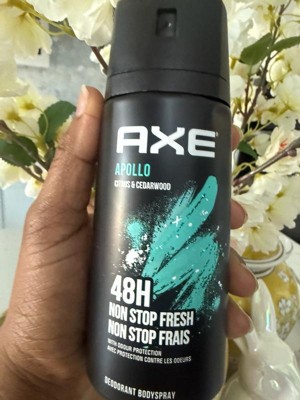 AXE
APOLLO
CITRUS & CEDARWOOD
48H
NON STOP FRESH
NON STOP FRAIS
WITH ODOUR PROTECTION
AVEC PROTECTION CONTRE LES ODEURS
DEODORANT BODYSPRAY